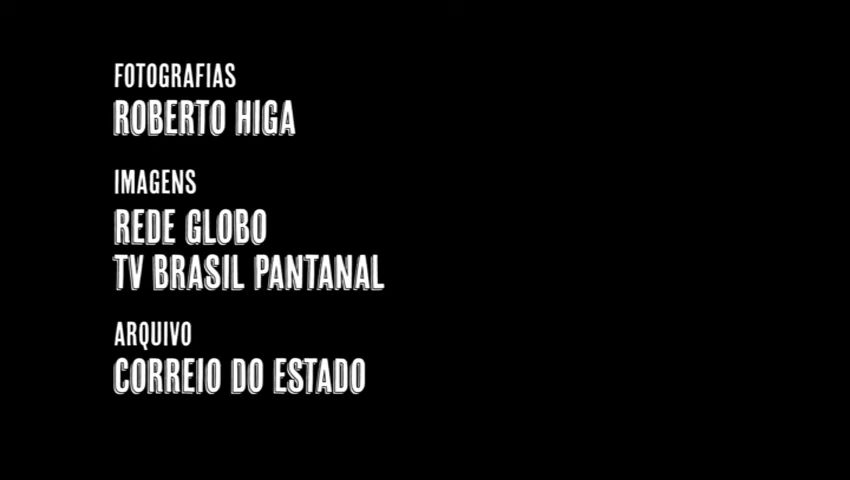 FOTOGRAFIAS
ROBERTO HIGA
IMAGENS
REDE GLOBO
TV BRASIL PANTANAL
ARQUIVO
CORREIO DO ESTADO